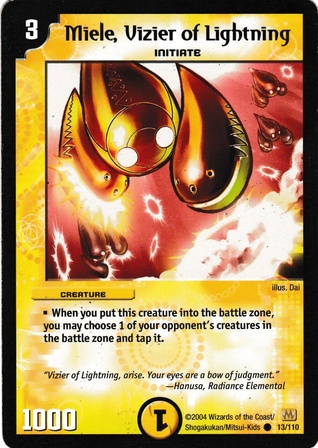 3
Miele, Vizier of Lightning
INITIATE
illus. Dai
CREATURE
▪ When you put this creature into the battle zone,
you may choose 1 of your opponent's creatures in
the battle zone and tap it.
"Vizier of Lightning, arise. Your eyes are a bow of judgment."
—Hanusa, Radiance Elemental
1000
1
©2004 Wizards of the Coast/
Shogakukan/Mitsui-Kids ● 13/110